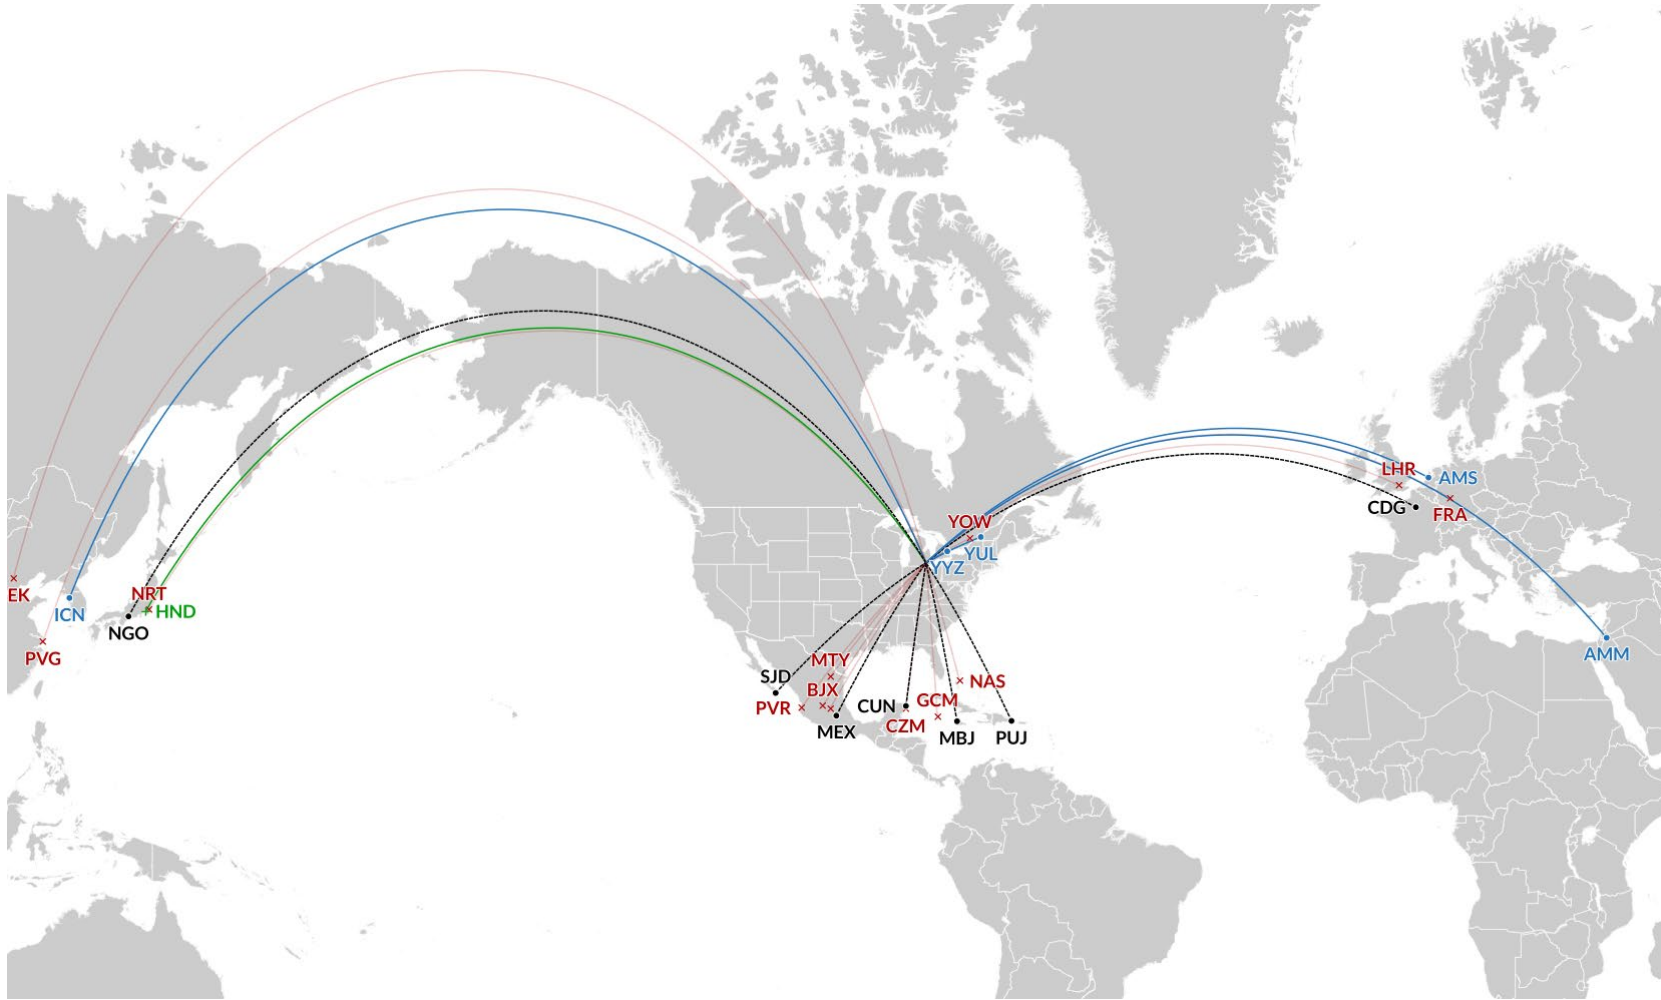 LHR
AMS
CDG
FRA
YOW
YUL
YYZ
EK
ICN
NRT
HND
NGO
PVG
AMM
MTY
SJD
BJX
NAS
PVR
CUN
GCM
CZM
MEX
MBJ
PUJ